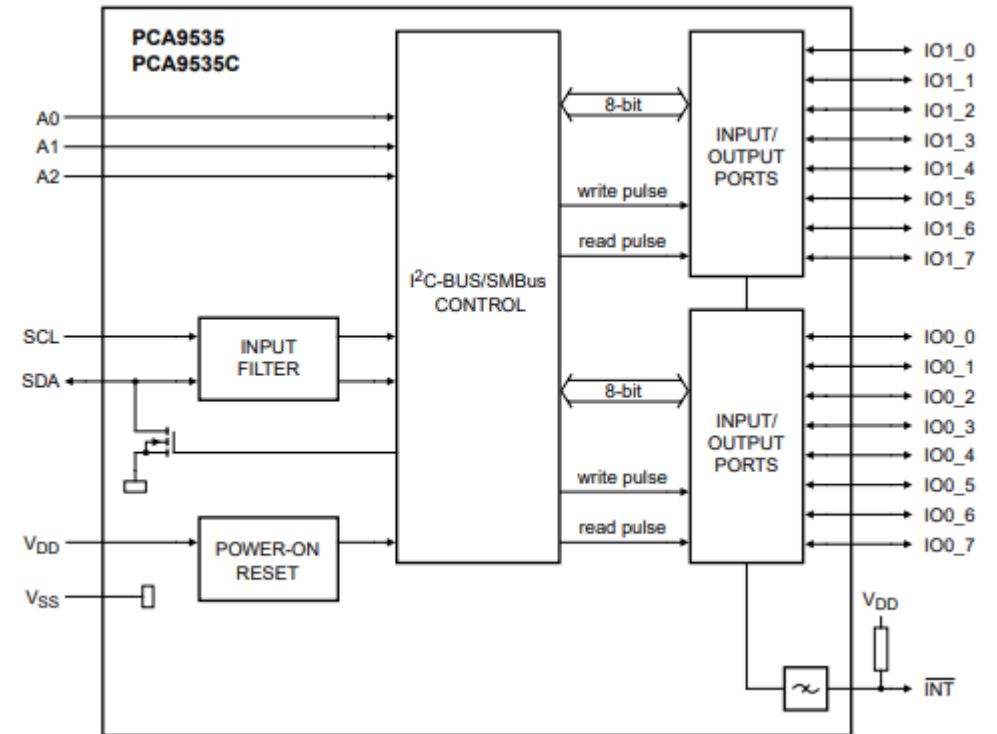 PCA9535
PCA9535C
A0
A1
A2
SCL
SDA
VDD
VSS
INPUT
FILTER
POWER-ON
RESET
I²C-BUS/SMBus
CONTROL
8-bit
write pulse
read pulse
INPUT/
OUTPUT
PORTS
IO1_0
IO1_1
IO1_2
IO1_3
IO1_4
IO1_5
IO1_6
IO1_7
8-bit
write pulse
read pulse
INPUT/
OUTPUT
PORTS
IO0_0
IO0_1
IO0_2
IO0_3
IO0_4
IO0_5
IO0_6
IO0_7
VDD
INT